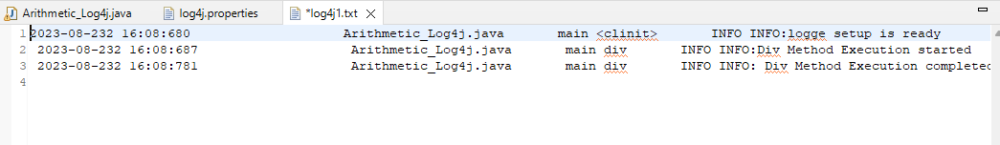 Arithmetic_Log4j.java log4j.properties *log4j1.txt
1 2023-08-232 16:08:680 Arithmetic_Log4j.java main <clinit> INFO INFO:logge setup is ready
2 2023-08-232 16:08:687 Arithmetic_Log4j.java main div INFO INFO:Div Method Execution started
3 2023-08-232 16:08:781 Arithmetic_Log4j.java main div INFO INFO: Div Method Execution completed
4